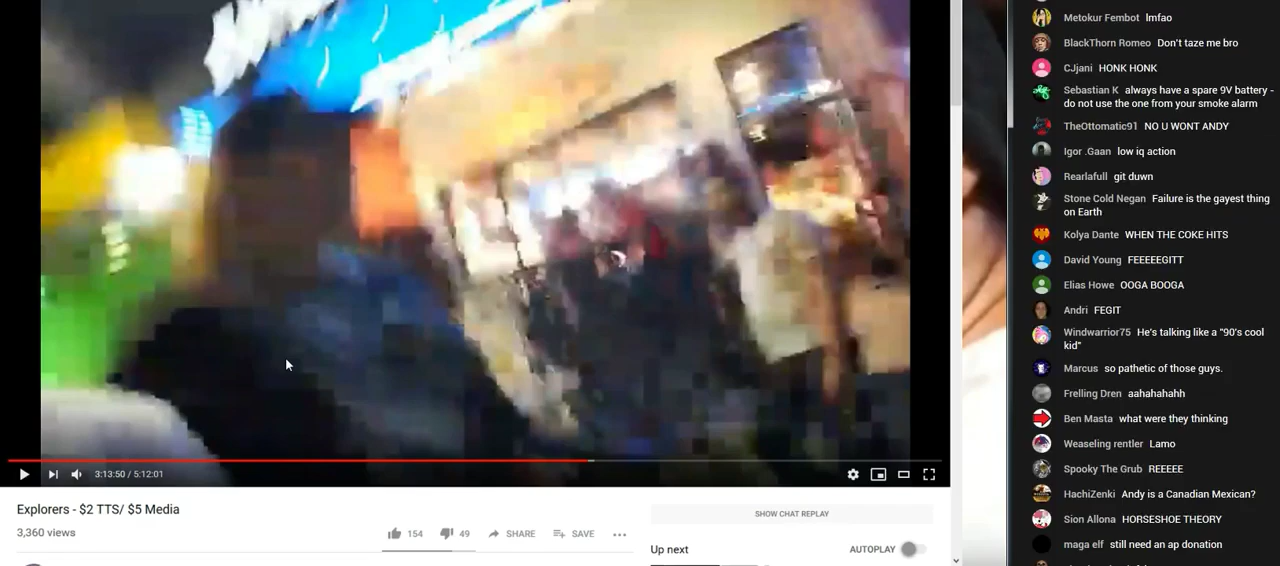 3:13:50 / 5:12:01
Explorers - $2 TTS/ $5 Media
3,360 views
154
49
SHARE
SAVE
SHOW CHAT REPLAY
Up next
AUTOPLAY
Metokur Fembot lmfao
BlackThorn Romeo Don't taze me bro
CJjani HONK HONK
Sebastian K always have a spare 9V battery -
do not use the one from your smoke alarm
TheOttomatic91 NO U WONT ANDY
Igor .Gaan low iq action
Rearlafull git duwn
Stone Cold Negan Failure is the gayest thing
on Earth
Kolya Dante WHEN THE COKE HITS
David Young FEEEEEGITT
Elias Howe OOGA BOOGA
Andri FEGIT
Windwarrior75 He's talking like a "90's cool
kid"
Marcus so pathetic of those guys.
Frelling Dren aahahahahh
Ben Masta what were they thinking
Weaseling rentler Lamo
Spooky The Grub REEEEE
HachiZenki Andy is a Canadian Mexican?
Sion Allona HORSESHOE THEORY
maga elf still need an ap donation